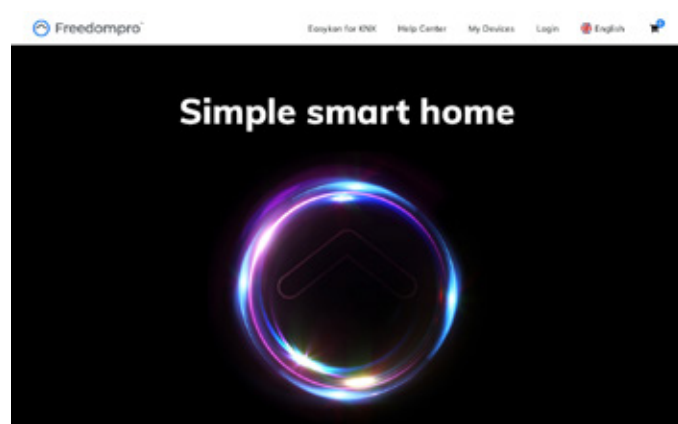 Freedompro
Easykon for KNX
Help Center
My Devices
Login
English
Simple smart home